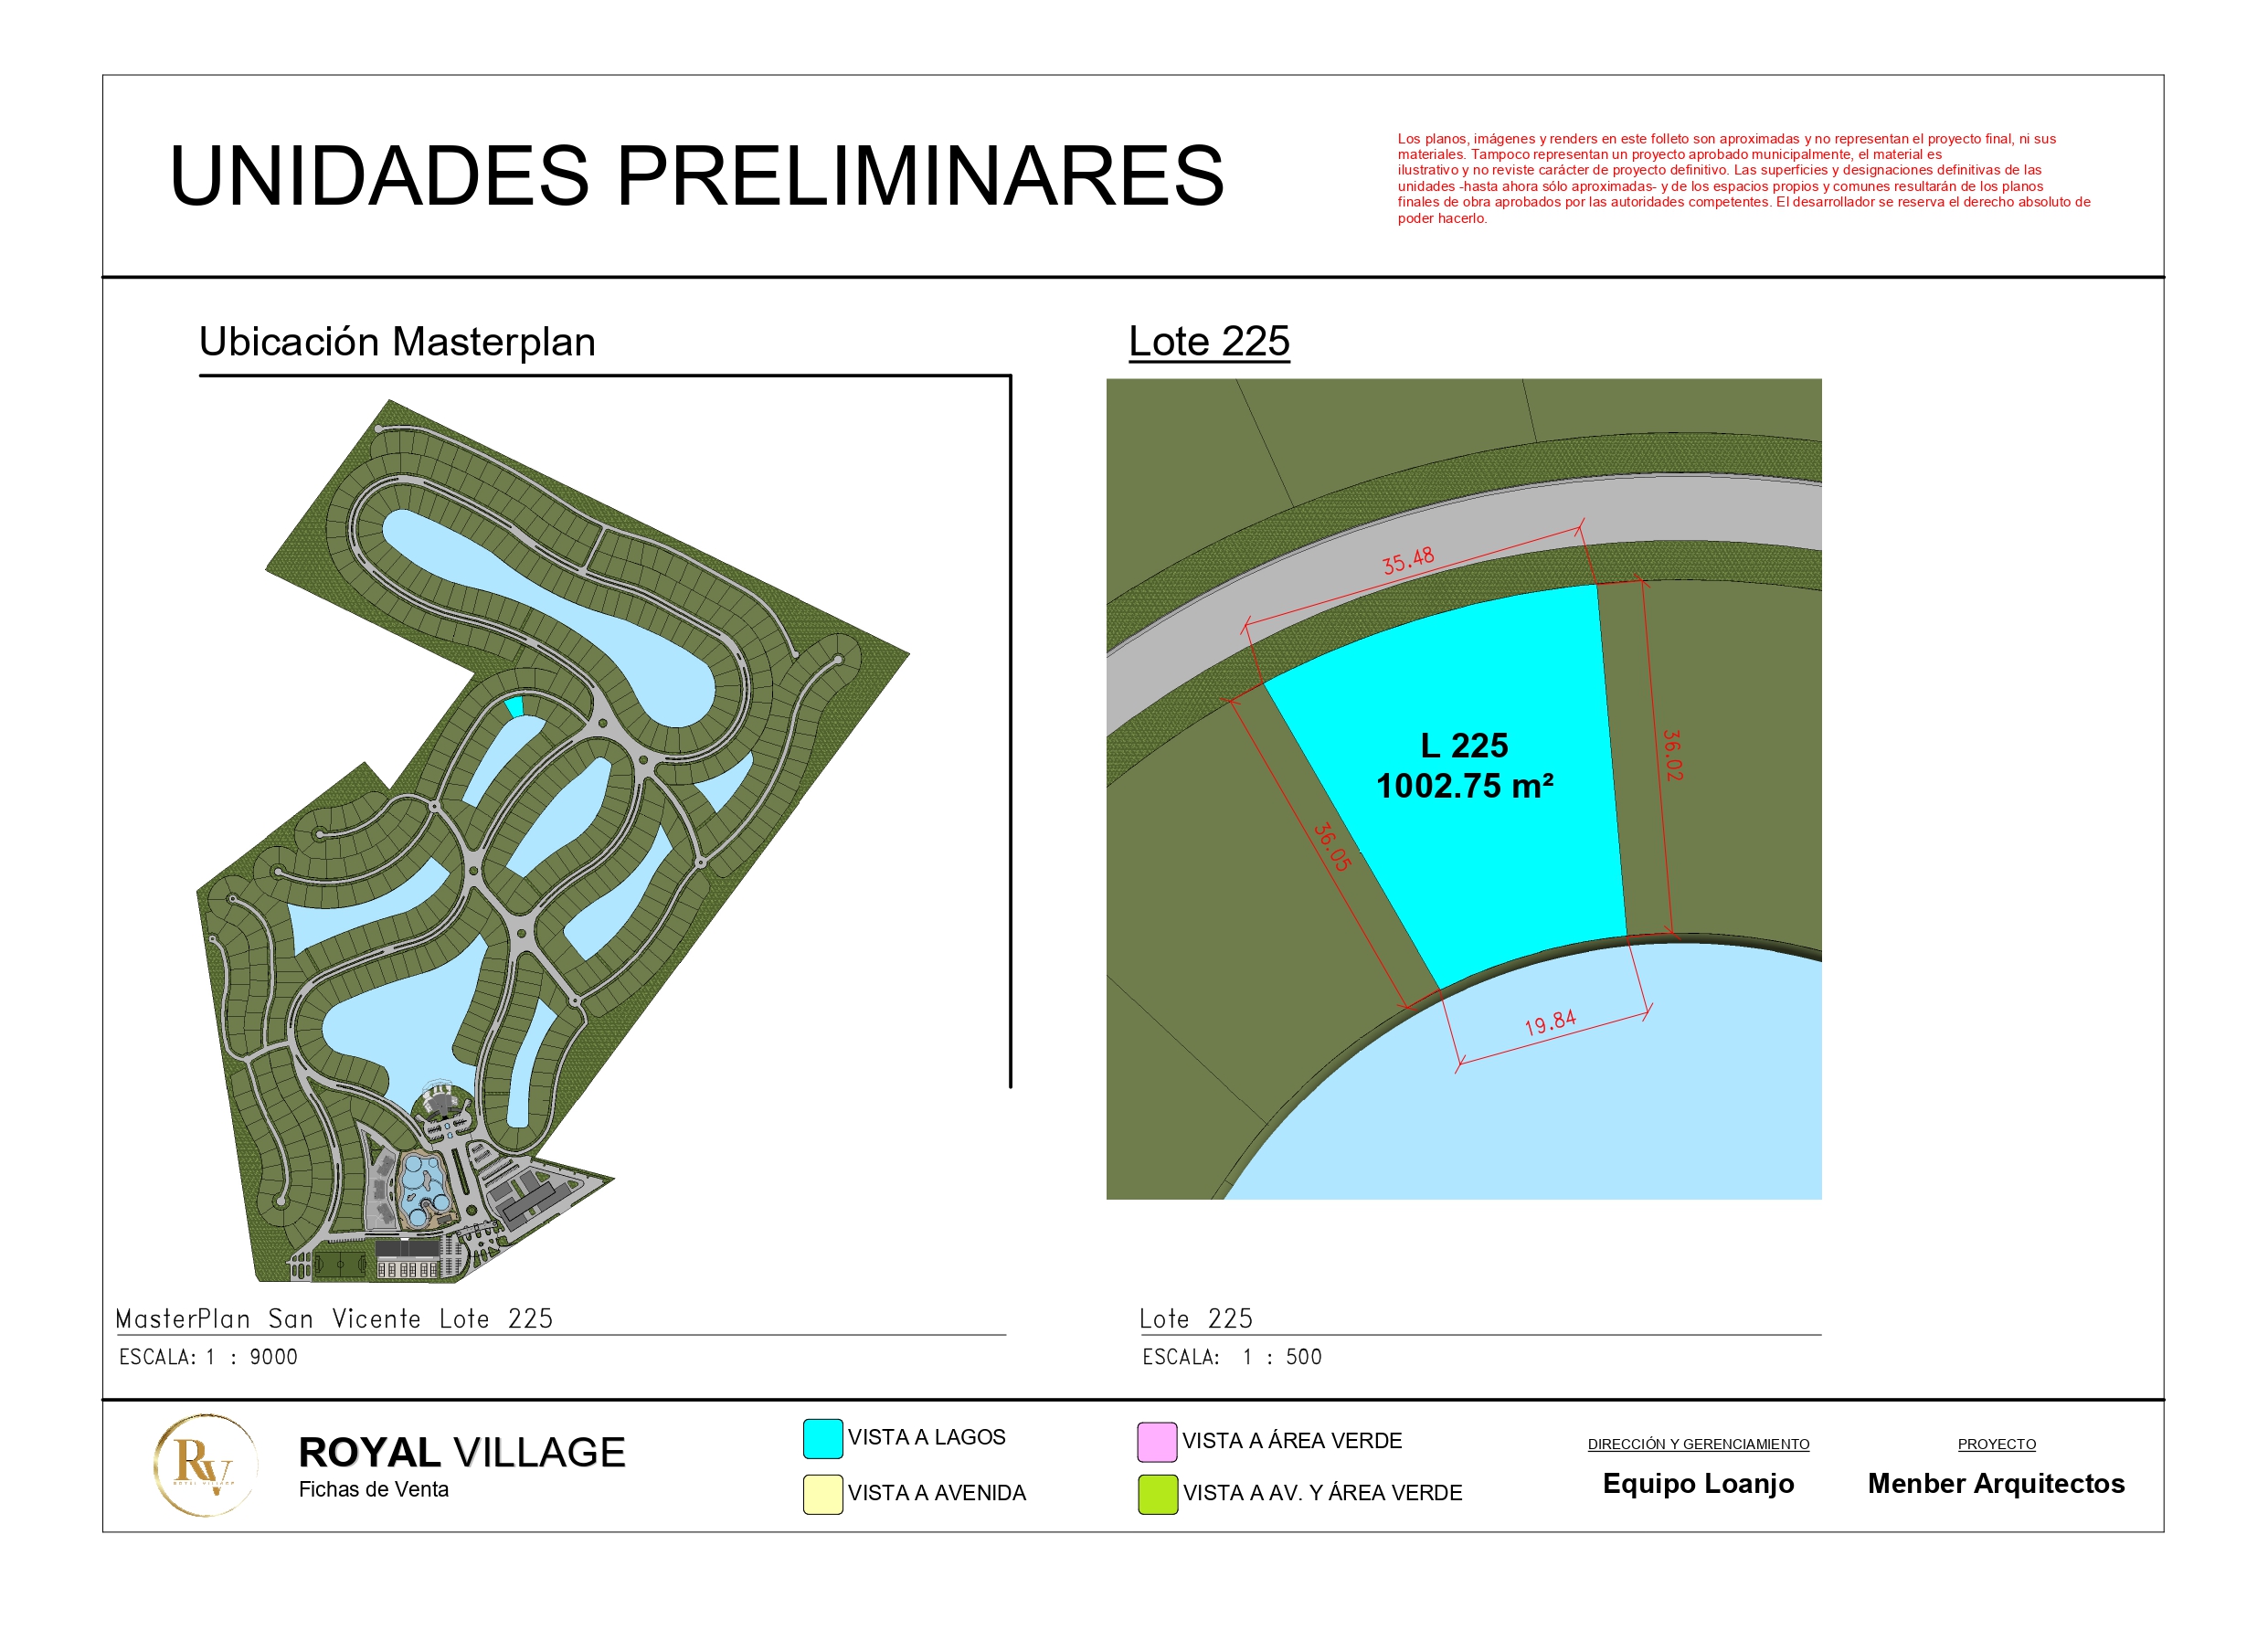 UNIDADES PRELIMINARES
Los planos, imágenes y renders en este folleto son aproximadas y no representan el proyecto final, ni sus
materiales. Tampoco representan un proyecto aprobado municipalmente, el material es
ilustrativo y no reviste carácter de proyecto definitivo. Las superficies y designaciones definitivas de las
unidades -hasta ahora sólo aproximadas- y de los espacios propios y comunes resultarán de los planos
finales de obra aprobados por las autoridades competentes. El desarrollador se reserva el derecho absoluto de
poder hacerlo.
Ubicación Masterplan
Lote 225
35.48
36.02
L 225
1002.75 m²
36.05
19.84
MasterPlan San Vicente Lote 225
ESCALA: 1 : 9000
Lote 225
ESCALA: 1 : 500
RV
ROYAL VILLAGE
ROYAL VILLAGE
Fichas de Venta
VISTA A LAGOS
VISTA A AVENIDA
VISTA A ÁREA VERDE
VISTA A AV. Y ÁREA VERDE
DIRECCIÓN Y GERENCIAMIENTO
Equipo Loanjo
PROYECTO
Menber Arquitectos